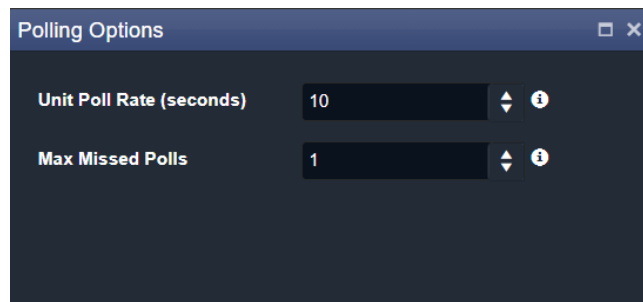 Polling Options
Unit Poll Rate (seconds) 10
Max Missed Polls 1